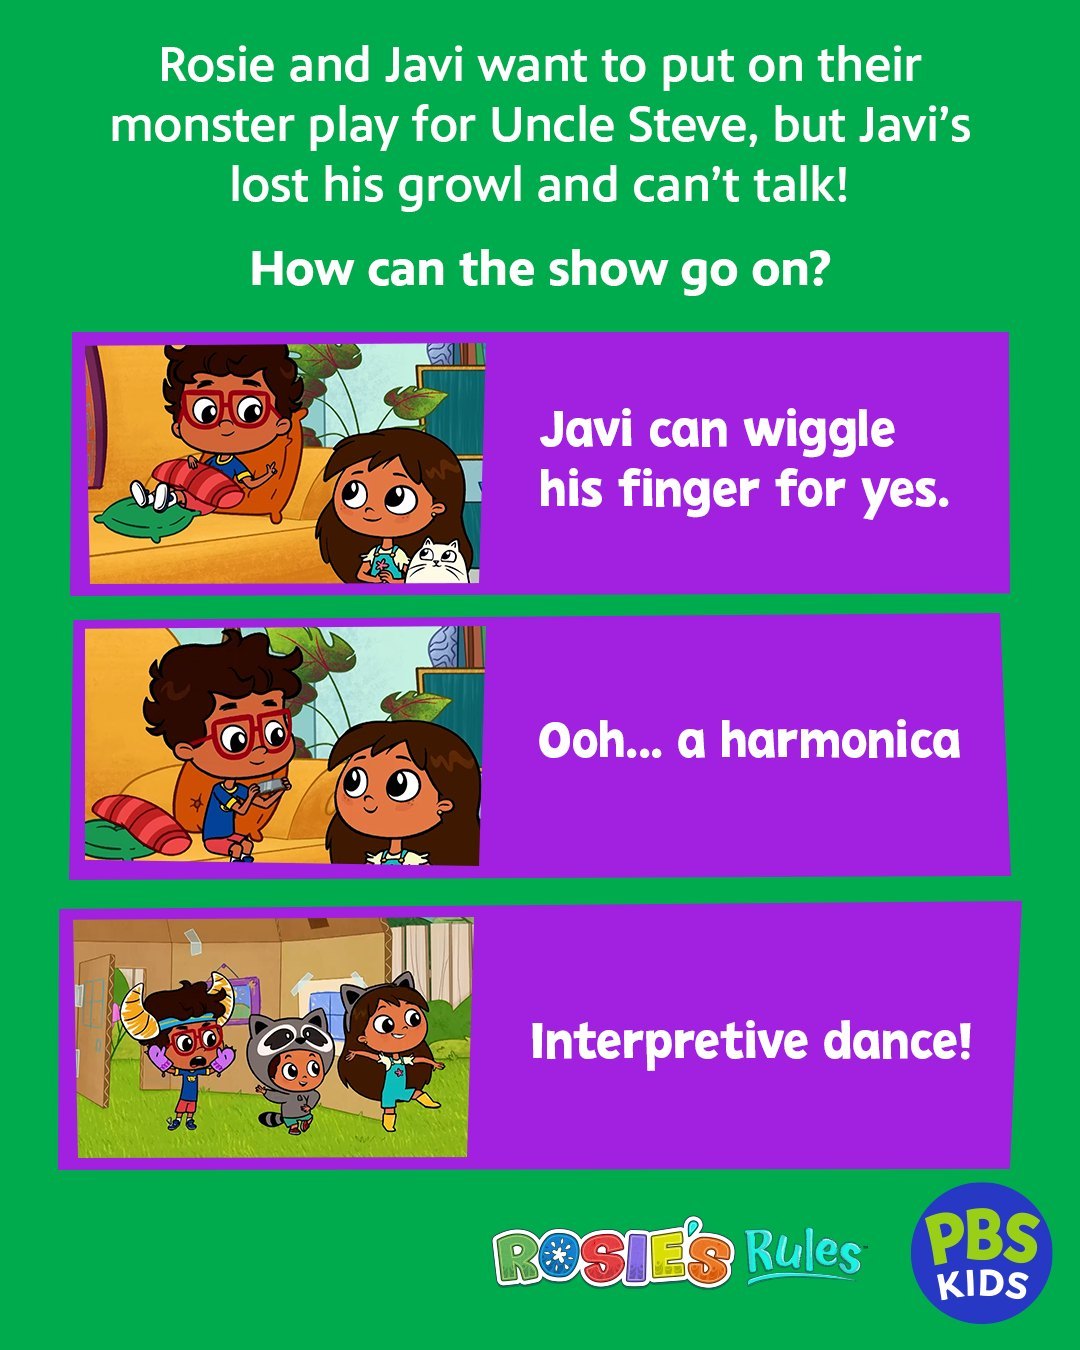 Rosie and Javi want to put on their
monster play for Uncle Steve, but Javi’s
lost his growl and can’t talk!
How can the show go on?
Javi can wiggle
his finger for yes.
Ooh... a harmonica
Interpretive dance!
ROSIE'S Rules
PBS
KIDS